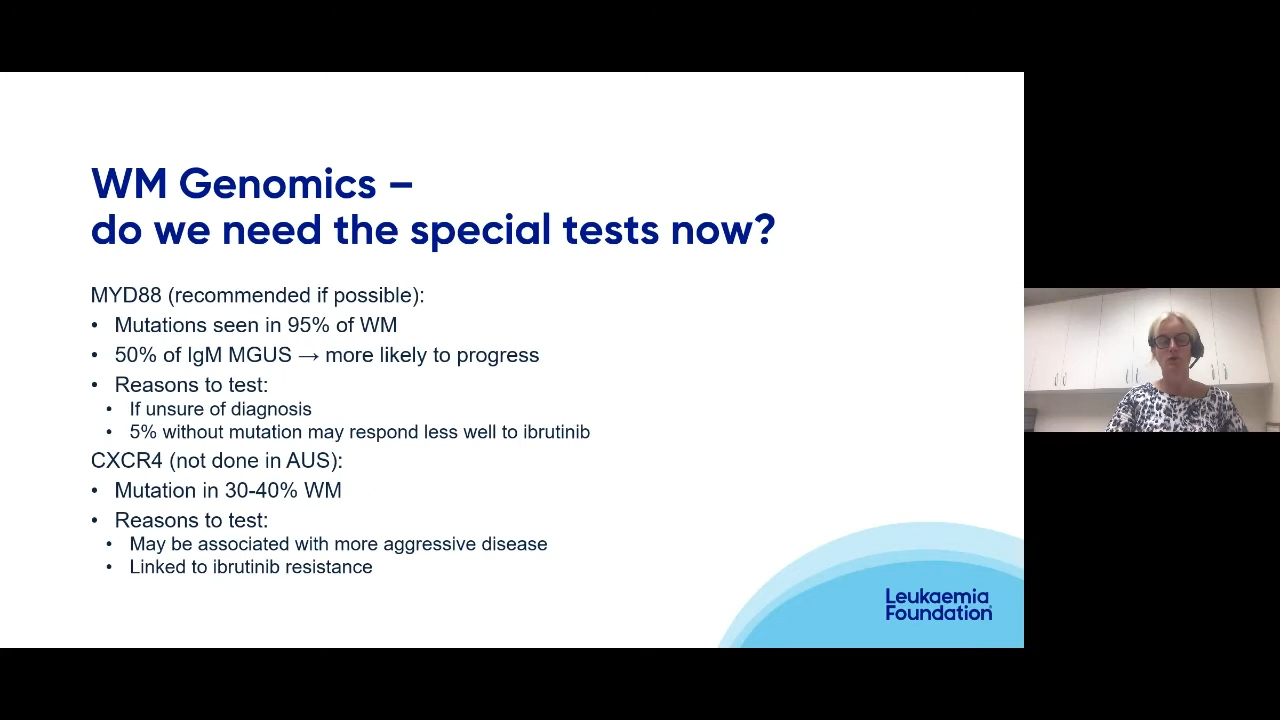 WM Genomics –
do we need the special tests now?
MYD88 (recommended if possible):
• Mutations seen in 95% of WM
• 50% of IgM MGUS → more likely to progress
• Reasons to test:
• If unsure of diagnosis
• 5% without mutation may respond less well to ibrutinib
CXCR4 (not done in AUS):
• Mutation in 30-40% WM
• Reasons to test:
• May be associated with more aggressive disease
• Linked to ibrutinib resistance
Leukaemia
Foundation